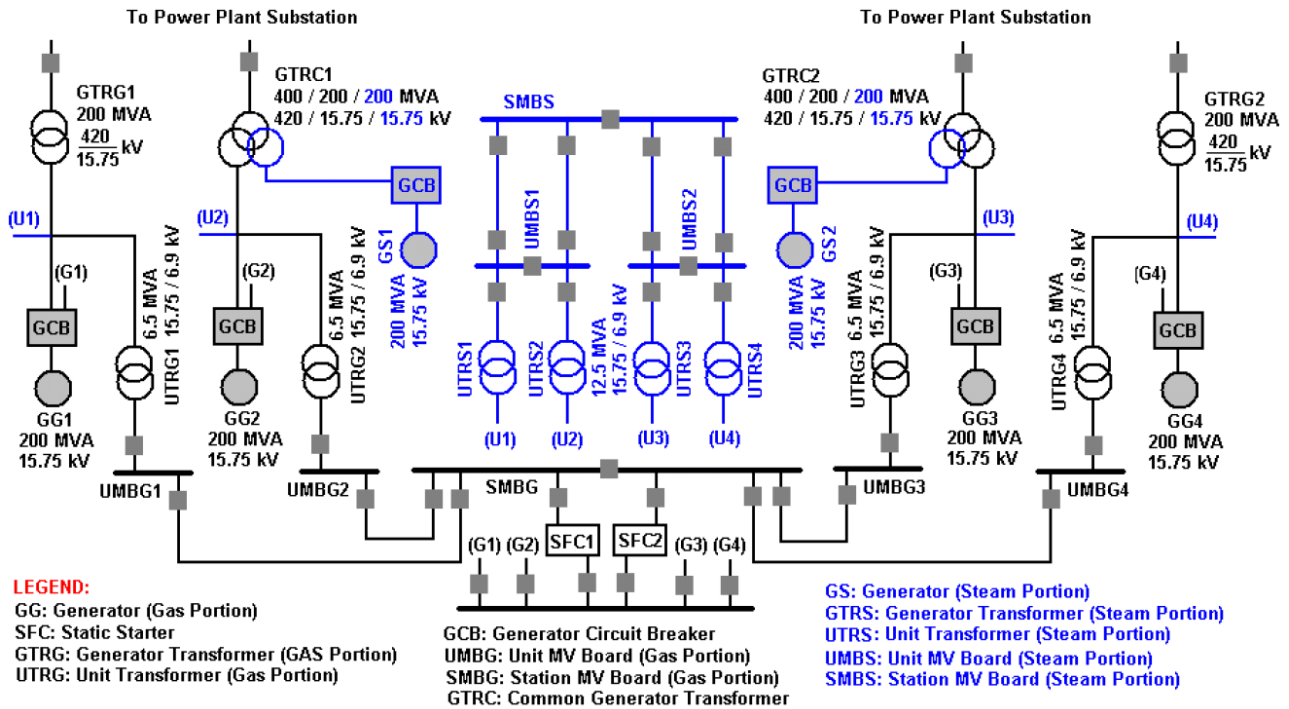 To Power Plant Substation
To Power Plant Substation
GTRG1
200 MVA
420
15.75
kV
GTRC1
400 / 200 / 200 MVA
420 / 15.75 / 15.75 kV
SMBS
GTRC2
400 / 200 / 200 MVA
420 / 15.75 / 15.75 kV
GTRG2
200 MVA
420
15.75
kV
GCB
GCB
(U1)
(U2)
GS1
200 MVA
15.75 kV
UMBS1
UMBS2
GS2
200 MVA
15.75 kV
(U3)
(U4)
(G1)
(G2)
(G3)
(G4)
GCB
GCB
GCB
GCB
6.5 MVA
15.75 / 6.9 kV
UTRG1
6.5 MVA
15.75 / 6.9 kV
UTRG2
UTRS1
UTRS2
12.5 MVA
15.75 / 6.9 kV
UTRS3
UTRS4
6.5 MVA
15.75 / 6.9 kV
UTRG3
6.5 MVA
15.75 / 6.9 kV
UTRG4
GG1
200 MVA
15.75 kV
GG2
200 MVA
15.75 kV
(U1)
(U2)
(U3)
(U4)
GG3
200 MVA
15.75 kV
GG4
200 MVA
15.75 kV
UMBG1
UMBG2
SMBG
UMBG3
UMBG4
(G1)
(G2)
SFC1
SFC2
(G3)
(G4)
LEGEND:
GG: Generator (Gas Portion)
SFC: Static Starter
GTRG: Generator Transformer (GAS Portion)
UTRG: Unit Transformer (Gas Portion)
GCB: Generator Circuit Breaker
UMBG: Unit MV Board (Gas Portion)
SMBG: Station MV Board (Gas Portion)
GTRC: Common Generator Transformer
GS: Generator (Steam Portion)
GTRS: Generator Transformer (Steam Portion)
UTRS: Unit Transformer (Steam Portion)
UMBS: Unit MV Board (Steam Portion)
SMBS: Station MV Board (Steam Portion)